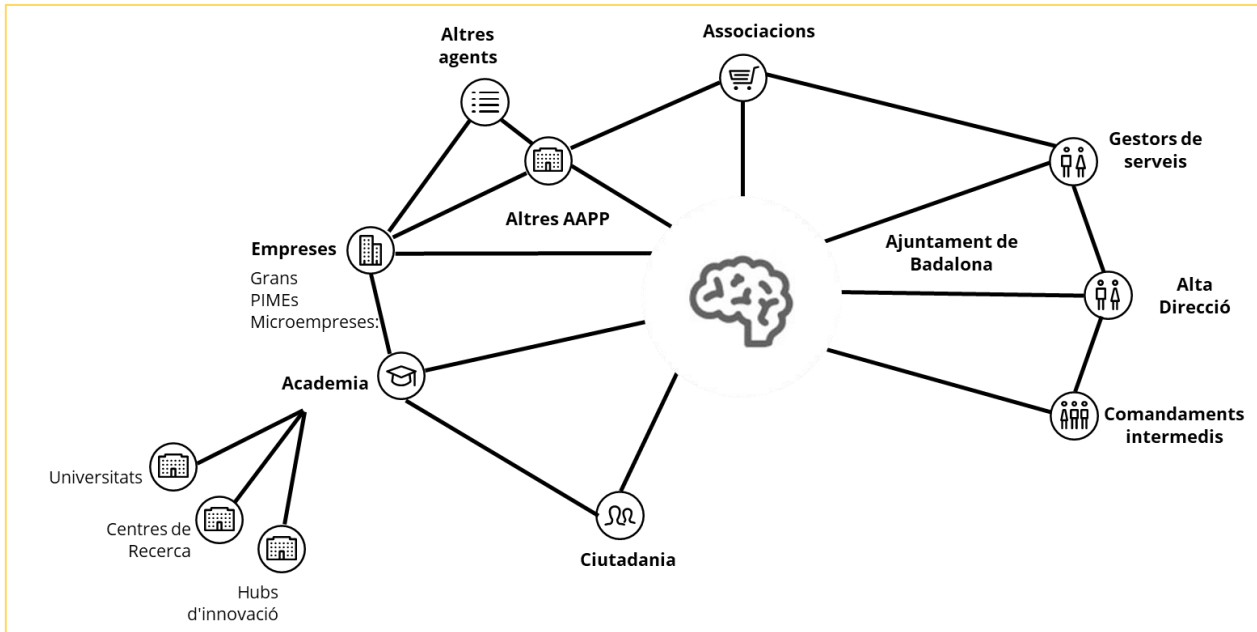 Altres
agents
Associacions
Gestors de
serveis
Altres AAPP
Ajuntament de
Badalona
Empreses
Grans
PIMEs
Microempreses:
Alta
Direcció
Academia
Comandaments
intermedis
Universitats
Centres de
Recerca
Ciutadania
Hubs
d'innovació